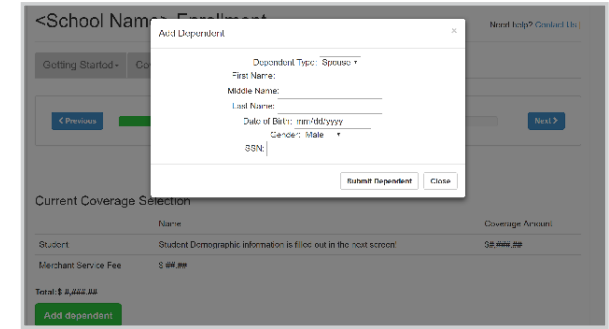 <School Name> Enrollment
Need help? Contact Us |
Add Dependent
×
Getting Started
Co
Dependent Type: Spouse
First Name:
Middle Name:
Last Name:
Date of Birth: mm/dd/yyyy
Gender: Male
SSN:
< Previous
Next >
Submit Dependent
Close
Current Coverage Selection
Name
Coverage Amount
Student
Student Demographic information is filled out in the next screen!
$#,###.##
Merchant Service Fee
$ ##.##
Total:$ #,###.##
Add dependent